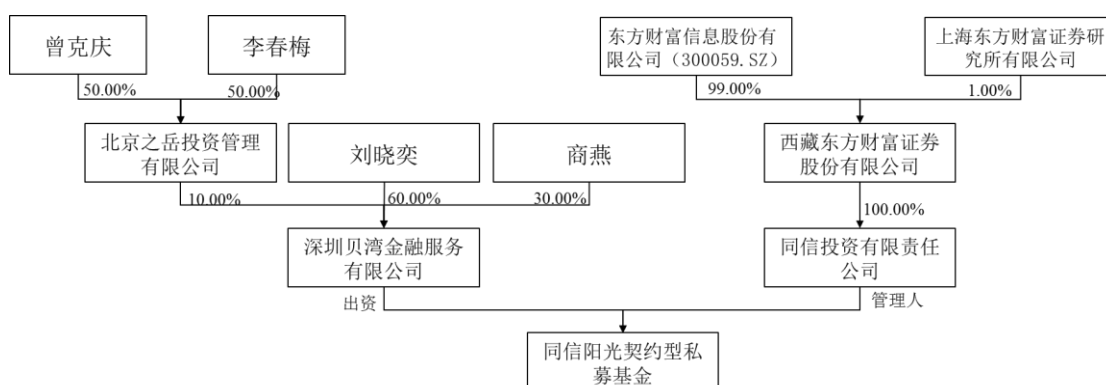 曾克庆
李春梅
东方财富信息股份有
限公司（300059.SZ）
上海东方财富证券研
究所有限公司
50.00%
50.00%
99.00%
1.00%
北京之岳投资管理
有限公司
刘晓奕
商燕
西藏东方财富证券
股份有限公司
10.00%
60.00%
30.00%
100.00%
深圳贝湾金融服务
有限公司
同信投资有限责任
公司
出资
管理人
同信阳光契约型私
募基金